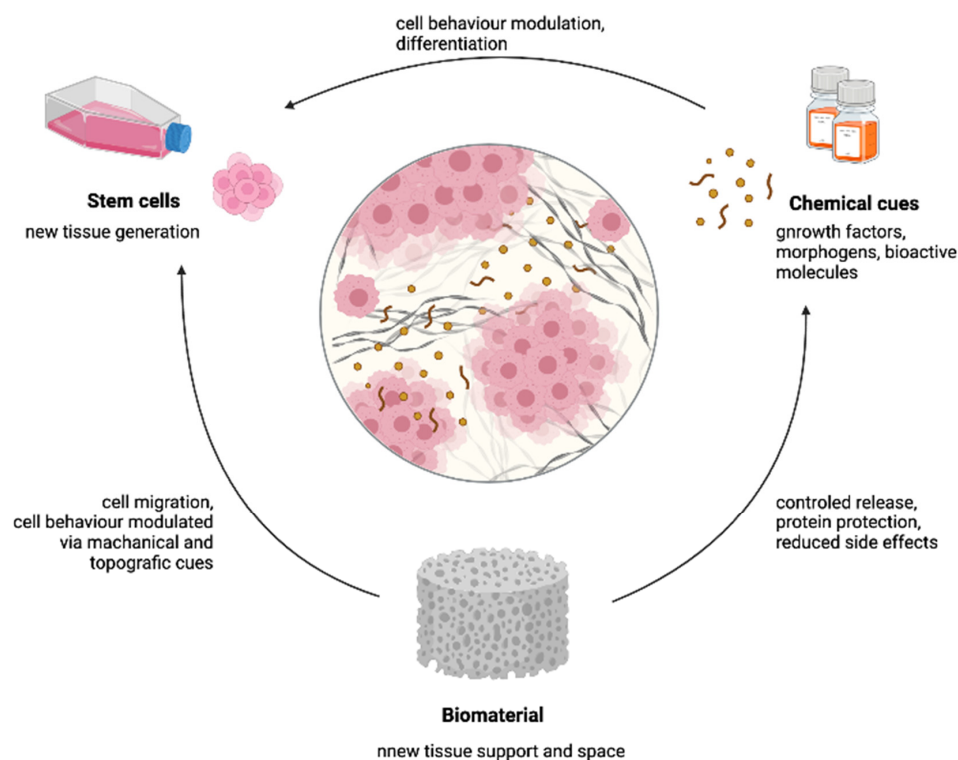 cell behaviour modulation,
differentiation
Stem cells
new tissue generation
Chemical cues
gnrowth factors,
morphogens, bioactive
molecules
cell migration,
cell behaviour modulated
via machanical and
topografic cues
controled release,
protein protection,
reduced side effects
Biomaterial
nnew tissue support and space